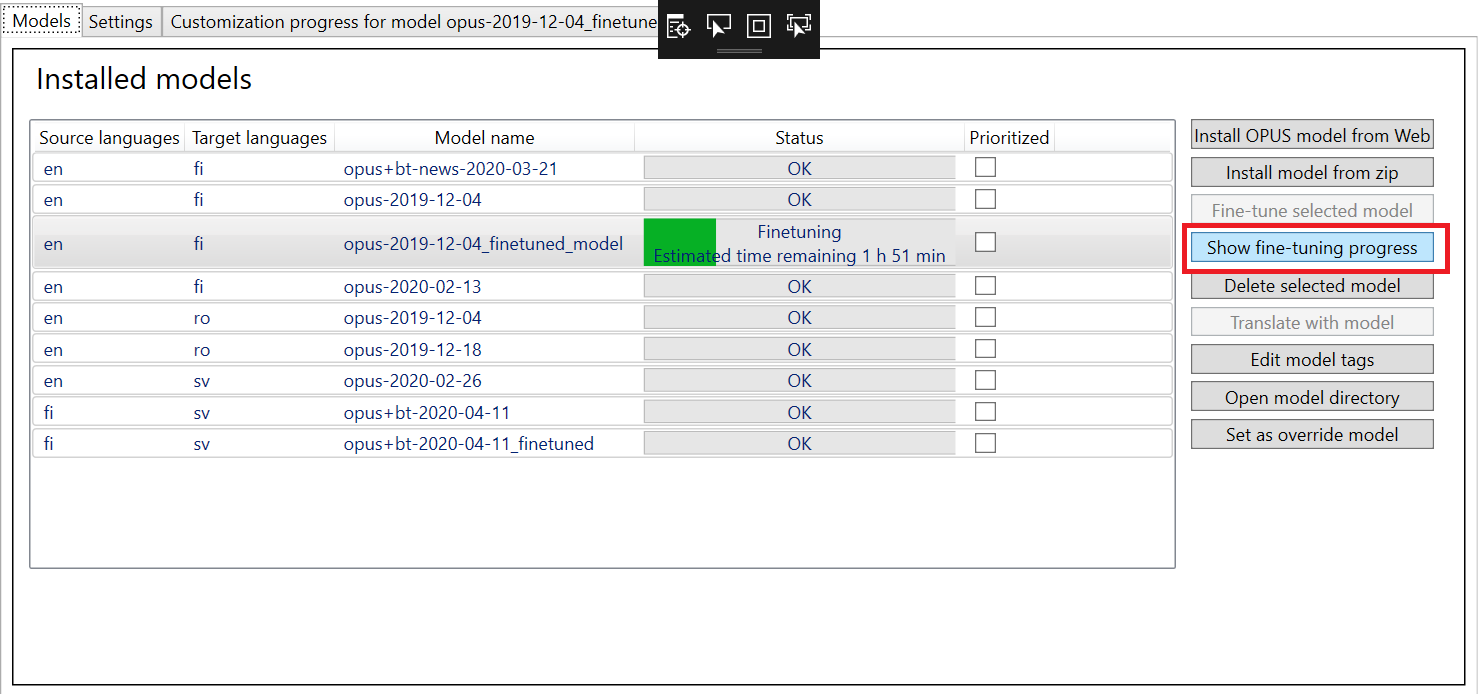 Models Settings Customization progress for model opus-2019-12-04_finetune
Installed models
Source languages Target languages Model name Status Prioritized
en fi opus+bt-news-2020-03-21 OK
en fi opus-2019-12-04 OK
en fi opus-2019-12-04_finetuned_model Finetuning
Estimated time remaining 1 h 51 min
en fi opus-2020-02-13 OK
en ro opus-2019-12-04 OK
en ro opus-2019-12-18 OK
en sv opus-2020-02-26 OK
fi sv opus+bt-2020-04-11 OK
fi sv opus+bt-2020-04-11_finetuned OK
Install OPUS model from Web
Install model from zip
Fine-tune selected model
Show fine-tuning progress
Delete selected model
Translate with model
Edit model tags
Open model directory
Set as override model